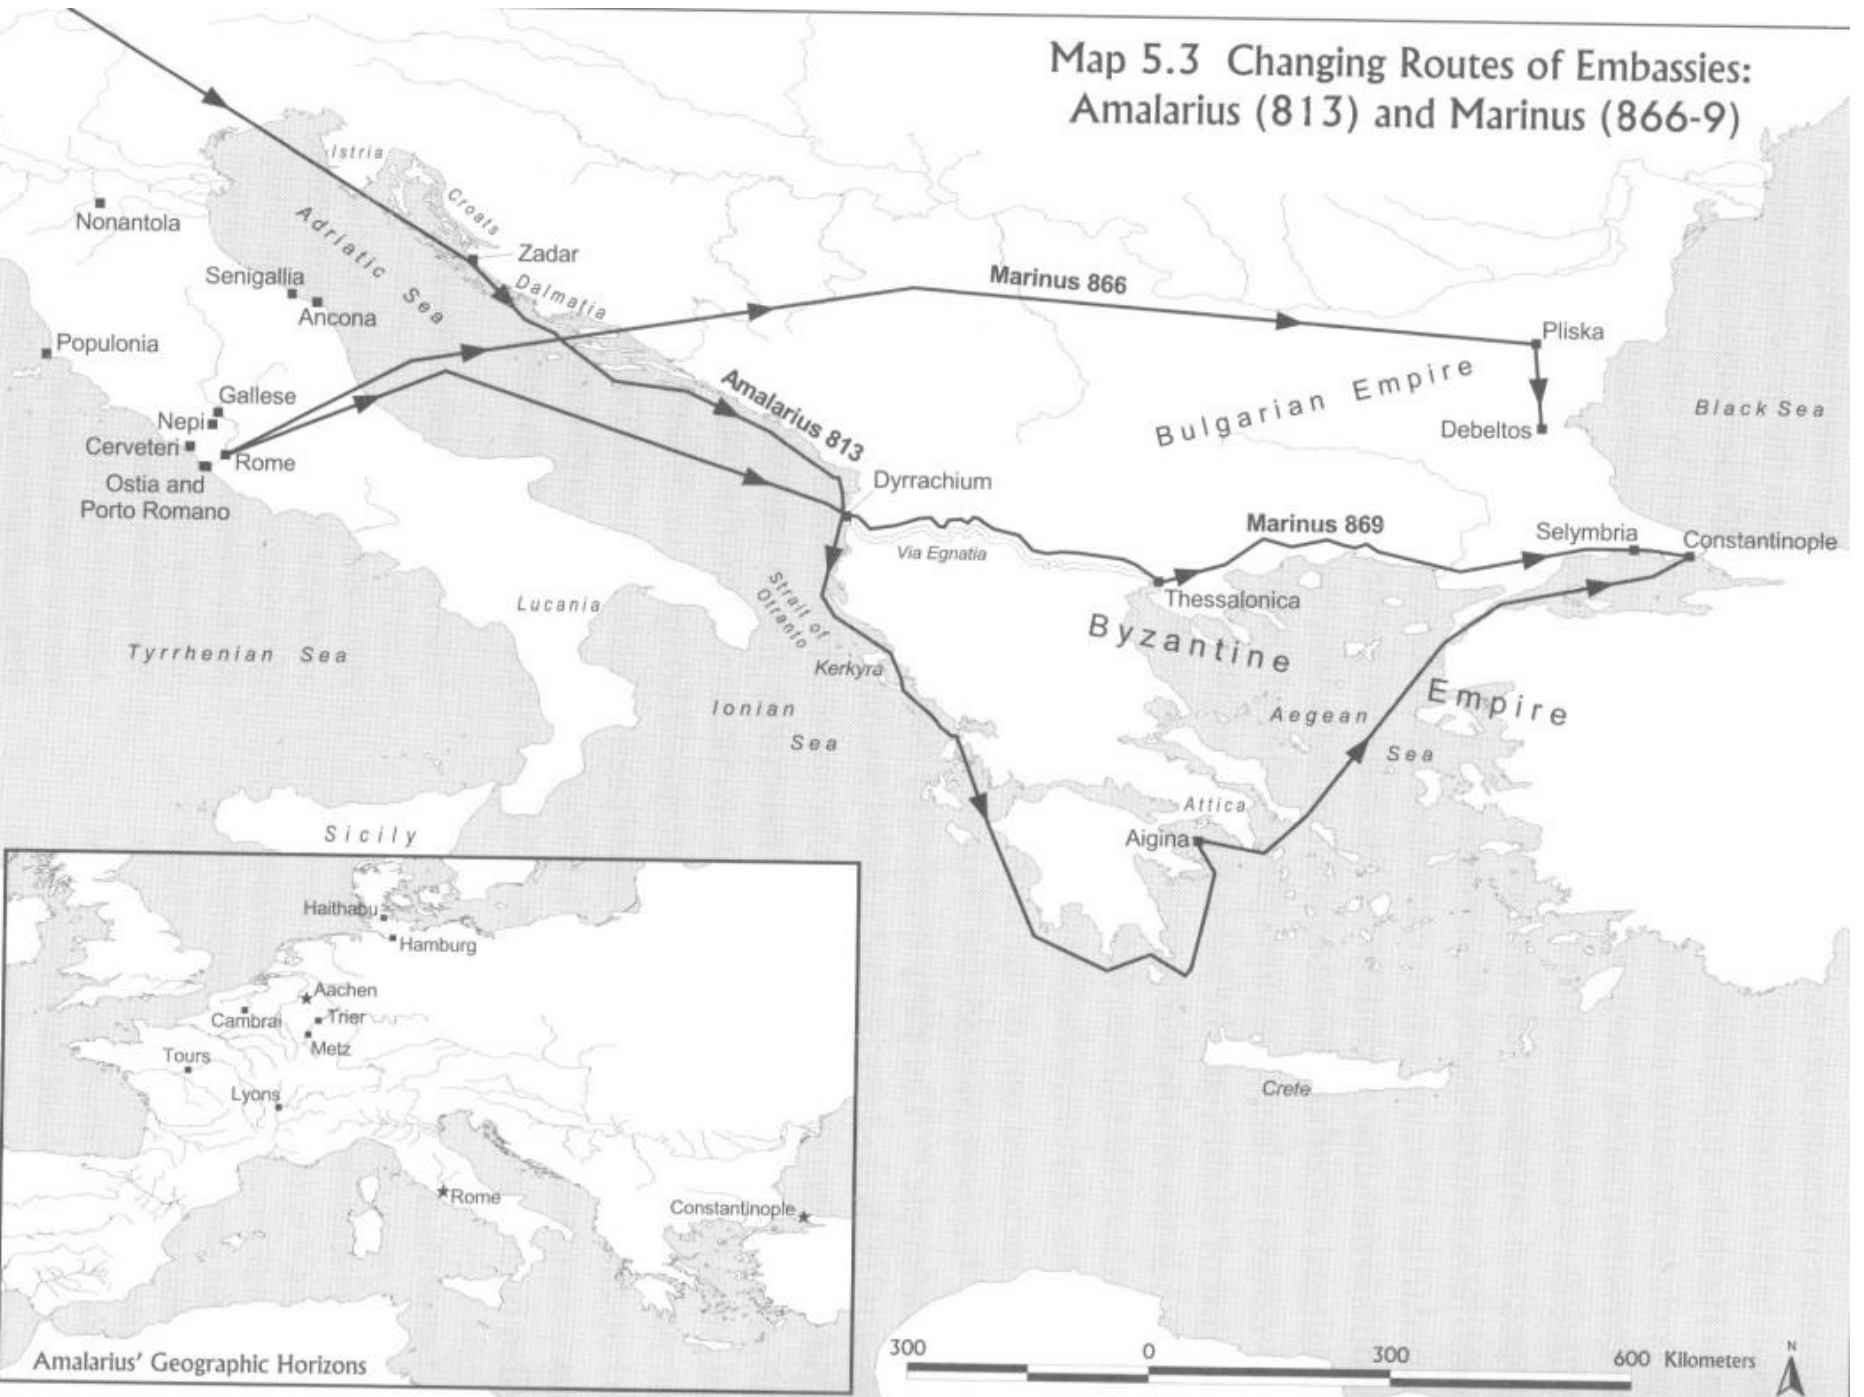 Map 5.3 Changing Routes of Embassies:
Amalarius (813) and Marinus (866-9)
Istria
Croats
Nonantola
Adriatic Sea
Zadar
Senigallia
Ancona
Dalmatia
Marinus 866
Populonia
Pliska
Gallese
Nepi
Cerveteri
Rome
Ostia and
Porto Romano
Amalarius 813
Bulgarian Empire
Debeltos
Black Sea
Dyrrachium
Via Egnatia
Marinus 869
Selymbria
Constantinople
Thessalonica
Lucania
Strait of
Otranto
Tyrrhenian Sea
Kerkyra
Byzantine
Empire
Ionian
Sea
Aegean
Sea
Attica
Aigina
Sicily
Crete
Haithabu
Hamburg
Aachen
Cambrai
Trier
Metz
Tours
Lyons
Rome
Constantinople
Amalarius' Geographic Horizons
300 0 300 600 Kilometers
N